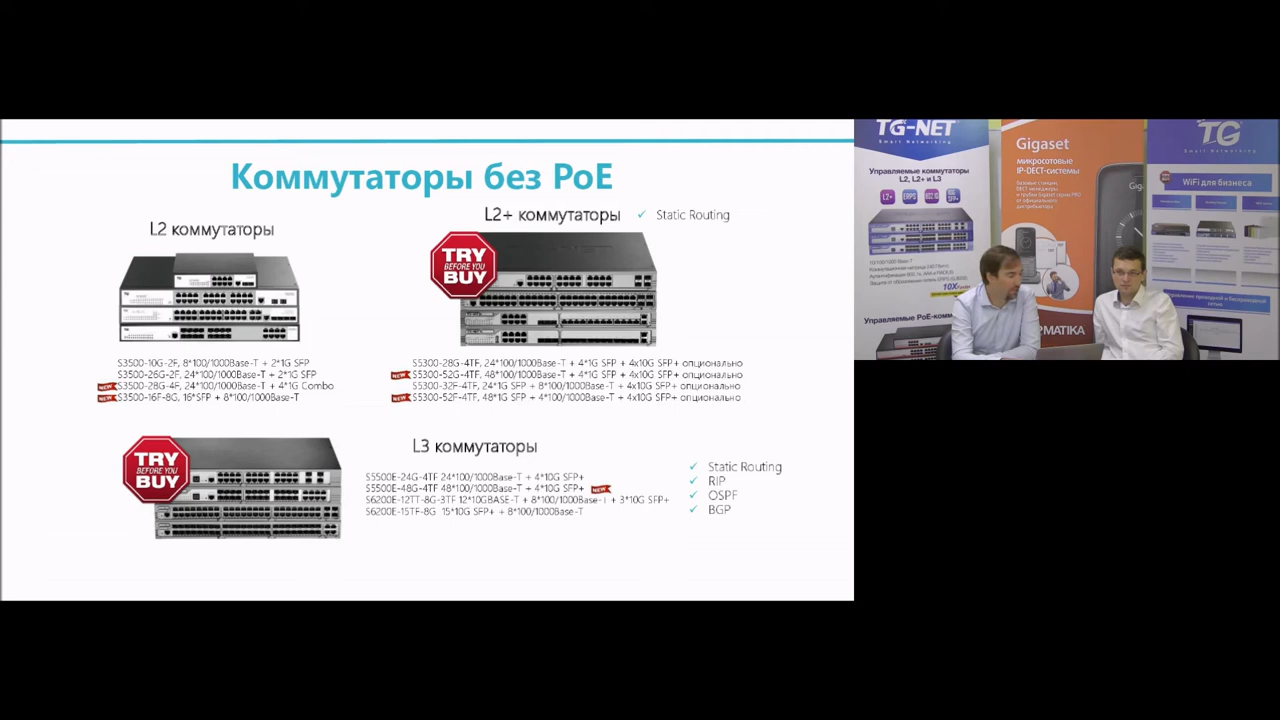 Коммутаторы без PoE
L2 коммутаторы
L2+ коммутаторы
✓ Static Routing
TRY
BEFORE YOU
BUY
S3500-10G-2F, 8*100/1000Base-T + 2*1G SFP
S3500-26G-2F, 24*100/1000Base-T + 2*1G SFP
NEW S3500-28G-4F, 24*100/1000Base-T + 4*1G Combo
NEW S3500-16F-8G, 16*SFP + 8*100/1000Base-T
S5300-28G-4TF, 24*100/1000Base-T + 4*1G SFP + 4x10G SFP+ опционально
NEW S5300-52G-4TF, 48*100/1000Base-T + 4*1G SFP + 4x10G SFP+ опционально
S5300-32F-4TF, 24*1G SFP + 8*100/1000Base-T + 4x10G SFP+ опционально
NEW S5300-52F-4TF, 48*1G SFP + 4*100/1000Base-T + 4x10G SFP+ опционально
TRY
BEFORE YOU
BUY
L3 коммутаторы
S5500E-24G-4TF 24*100/1000Base-T + 4*10G SFP+
S5500E-48G-4TF 48*100/1000Base-T + 4*10G SFP+ NEW
S6200E-12TT-8G-3TF 12*10GBASE-T + 8*100/1000Base-T + 3*10G SFP+
S6200E-15TF-8G 15*10G SFP+ + 8*100/1000Base-T
✓ Static Routing
✓ RIP
✓ OSPF
✓ BGP
TG-NET
Smart Networking
Управляемые коммутаторы
L2, L2+ и L3
L2+
ERPS
Управляемые PoE-комм
Gigaset
микросотовые
IP-DECT-системы
Gig
РМАТІКА
TG
Smart Networking
WiFi для бизнеса